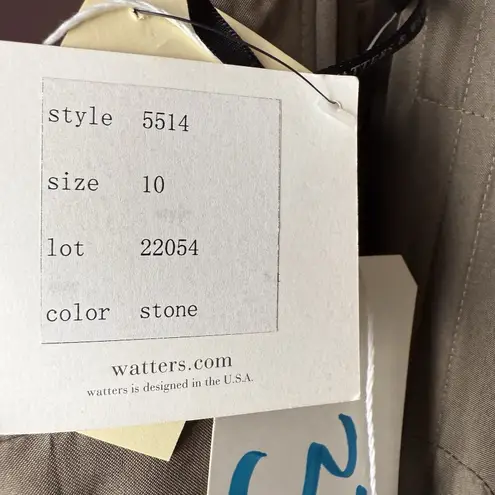 style 5514
size 10
lot 22054
color stone
watters.com
watters is designed in the U.S.A.